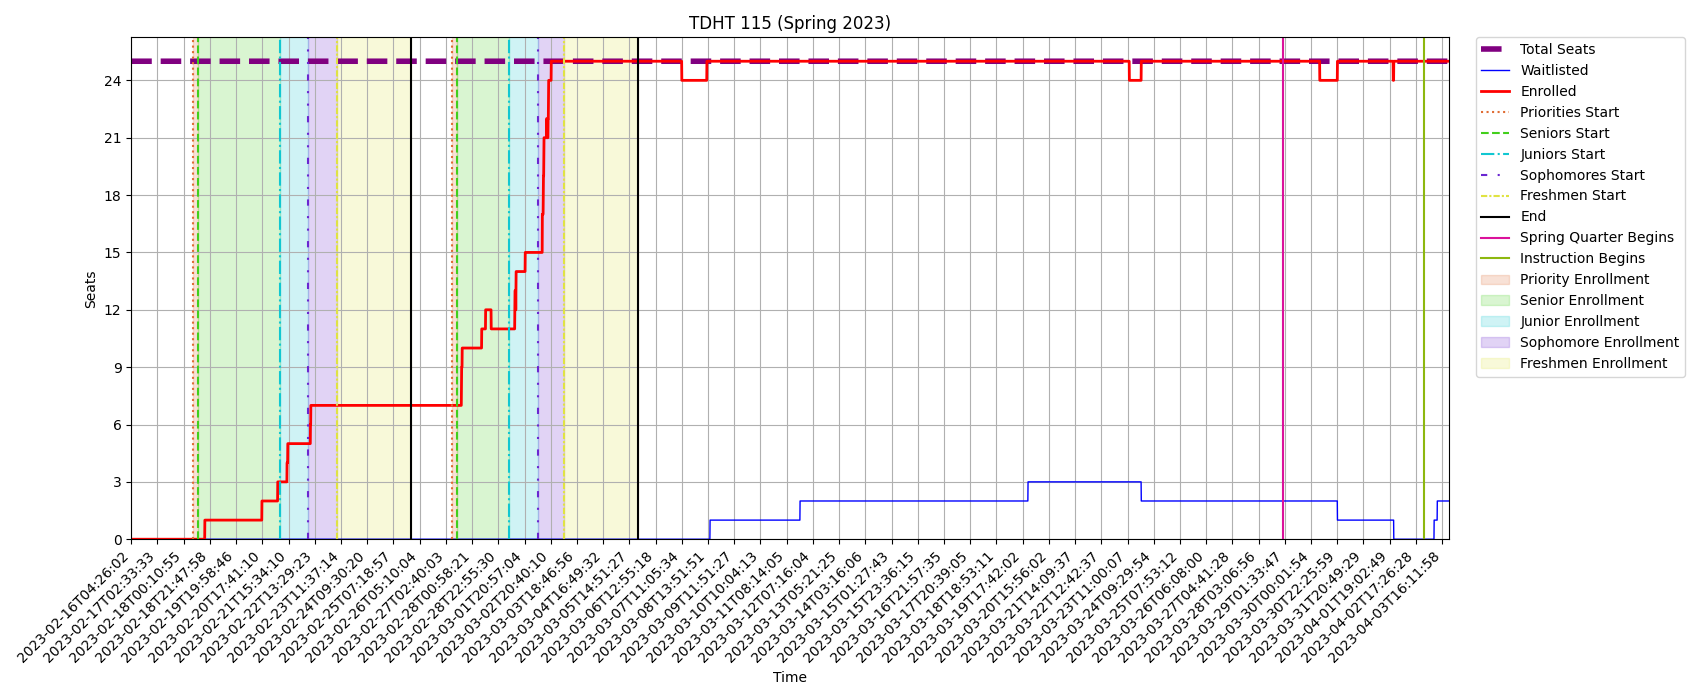 TDHT 115 (Spring 2023)
Seats
24
21
18
15
12
9
6
3
0
2023-02-16T04:26:02
2023-02-17T02:33:33
2023-02-18T00:10:55
2023-02-18T21:47:58
2023-02-19T19:58:46
2023-02-20T17:41:10
2023-02-21T15:34:10
2023-02-22T13:29:23
2023-02-23T11:37:14
2023-02-24T09:30:20
2023-02-25T07:18:57
2023-02-26T05:10:04
2023-02-27T02:40:03
2023-02-28T00:58:21
2023-02-28T22:55:30
2023-03-01T20:57:04
2023-03-02T20:40:10
2023-03-03T18:46:56
2023-03-04T16:49:32
2023-03-05T14:51:27
2023-03-06T12:55:18
2023-03-07T11:05:34
2023-03-08T13:51:51
2023-03-09T11:51:27
2023-03-10T10:04:13
2023-03-11T08:14:05
2023-03-12T07:16:04
2023-03-13T05:21:25
2023-03-14T03:16:06
2023-03-15T01:27:43
2023-03-15T23:36:15
2023-03-16T21:57:35
2023-03-17T20:39:05
2023-03-18T18:53:11
2023-03-19T17:42:02
2023-03-20T15:56:02
2023-03-21T14:09:37
2023-03-22T12:42:37
2023-03-23T11:00:07
2023-03-24T09:29:54
2023-03-25T07:53:12
2023-03-26T06:08:00
2023-03-27T04:41:28
2023-03-28T03:06:56
2023-03-29T01:33:47
2023-03-30T00:01:54
2023-03-30T22:25:59
2023-03-31T20:49:29
2023-04-01T19:02:49
2023-04-02T17:26:28
2023-04-03T16:11:58
Time
Total Seats
Waitlisted
Enrolled
Priorities Start
Seniors Start
Juniors Start
Sophomores Start
Freshmen Start
End
Spring Quarter Begins
Instruction Begins
Priority Enrollment
Senior Enrollment
Junior Enrollment
Sophomore Enrollment
Freshmen Enrollment